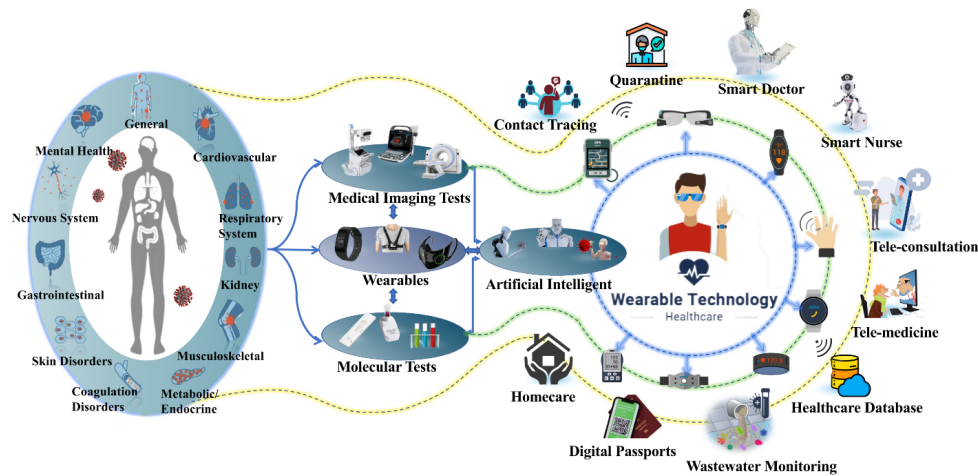 Quarantine
Smart Doctor
Contact Tracing
General
Mental Health
Cardiovascular
Smart Nurse
118
Medical Imaging Tests
Nervous System
Respiratory
System
Tele-consultation
Wearables
Artificial Intelligent
Kidney
Gastrointestinal
Wearable Technology
Healthcare
Tele-medicine
Skin Disorders
Musculoskeletal
Molecular Tests
Coagulation
Disorders
Metabolic/
Endocrine
Homecare
Healthcare Database
Digital Passports
Wastewater Monitoring